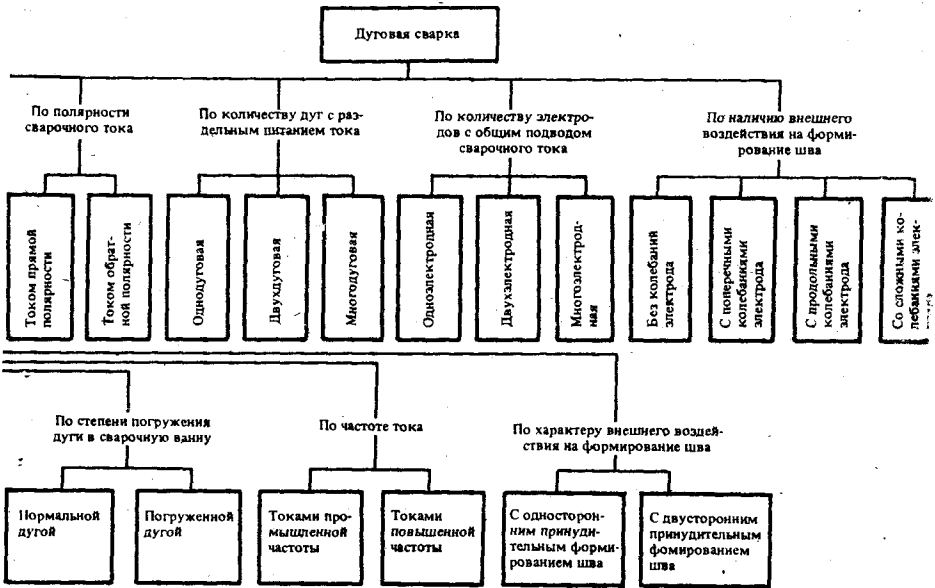 Дуговая сварка
По полярности
сварочного тока
По количеству дуг с раз-
дельным питанием тока
По количеству электро-
дов с общим подводом
сварочного тока
По наличию внешнего
воздействия на форми-
рование шва
Током прямой
полярности
Током обрат-
ной полярности
Однодуговая
Двухдуговая
Многодуговая
Одноэлектродная
Двухэлектродная
Многоэлектрод-
ная
Без колебаний
электрода
С поперечными
колебаниями
электрода
С продольными
колебаниями
электрода
Со сложными ко-
лебаниями элек-
По степени погружения
дуги в сварочную ванну
По частоте тока
По характеру внешнего воздей-
ствия на формирование шва
Нормальной
дугой
Погруженной
дугой
Токами про-
мышленной
частоты
Токами
повышенной
частоты
С односторон-
ним принуди-
тельным форми-
рованием шва
С двусторонним
принудительным
фомированием
шва